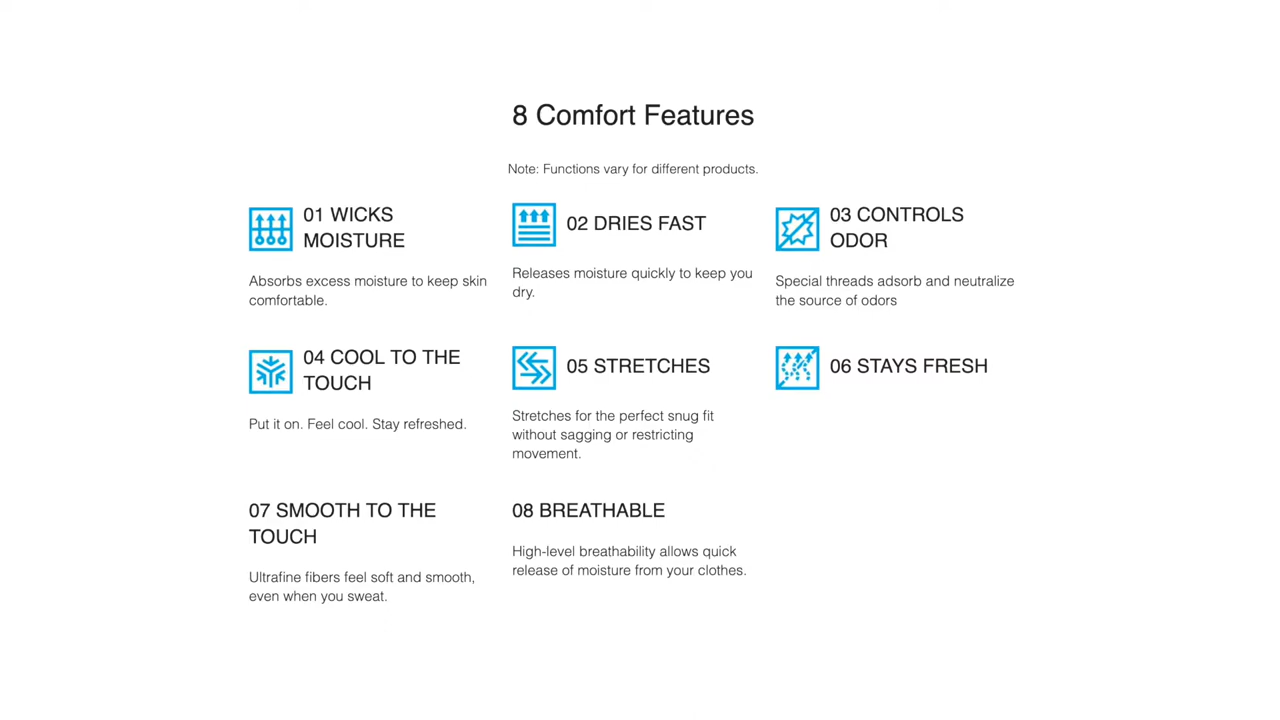 8 Comfort Features
Note: Functions vary for different products.
01 WICKS
MOISTURE
Absorbs excess moisture to keep skin
comfortable.
02 DRIES FAST
Releases moisture quickly to keep you
dry.
03 CONTROLS
ODOR
Special threads adsorb and neutralize
the source of odors
04 COOL TO THE
TOUCH
Put it on. Feel cool. Stay refreshed.
05 STRETCHES
Stretches for the perfect snug fit
without sagging or restricting
movement.
06 STAYS FRESH
07 SMOOTH TO THE
TOUCH
Ultrafine fibers feel soft and smooth,
even when you sweat.
08 BREATHABLE
High-level breathability allows quick
release of moisture from your clothes.